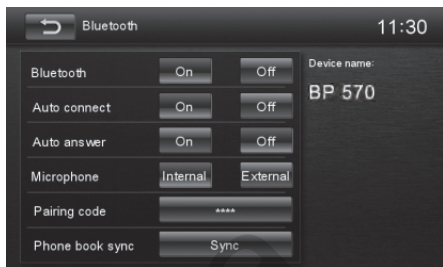 Bluetooth 11:30
Bluetooth On Off
Device name:
BP 570
Auto connect On Off
Auto answer On Off
Microphone Internal External
Pairing code ****
Phone book sync Sync